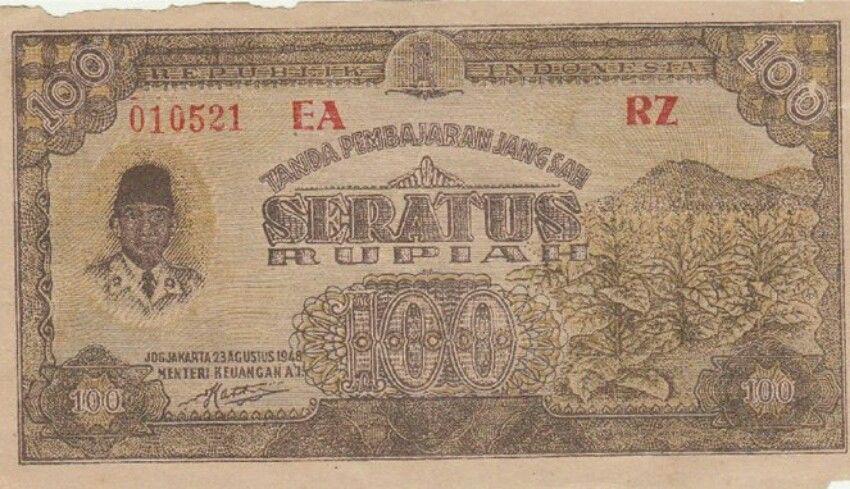 100 100
REPUBLIK INDONESIA
010521 EA RZ
TANDA PEMBAJARAN JANG SAH
SERATUS
RUPIAH
100
JOGJAKARTA 23 AGUSTUS 1948
MENTERI KEUANGAN A.I.
100 100